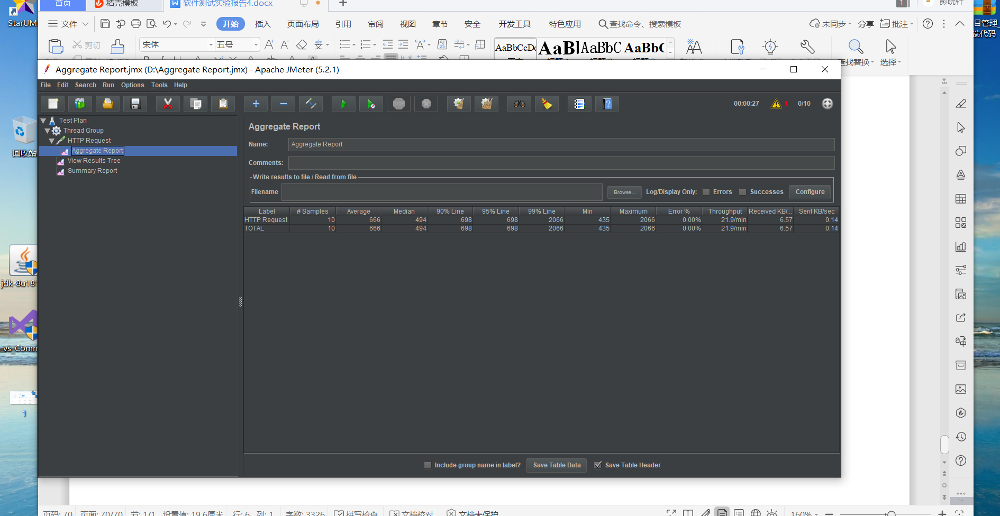 首页
稻壳模板
软件测试实验报告4.docx
1
StarUM
文件
开始
插入
页面布局
引用
审阅
视图
章节
安全
开发工具
特色应用
查找命令、搜索模板
未同步
分享
批注
剪切
宋体
五号
AaBbCcDd
AaBl
AaBbC
AaBbC
查找替换
选择
目管理_
端代码
Aggregate Report.jmx (D:\Aggregate Report.jmx) - Apache JMeter (5.2.1)
File Edit Search Run Options Tools Help
00:00:27
1
0/10
Test Plan
Thread Group
HTTP Request
Aggregate Report
View Results Tree
Summary Report
回收站
jdk-8u18
vs_Comm
1
Aggregate Report
Name: Aggregate Report
Comments:
Write results to file / Read from file
Filename Browse... Log/Display Only: Errors Successes Configure
Label # Samples Average Median 90% Line 95% Line 99% Line Min Maximum Error % Throughput Received KB/... Sent KB/sec
HTTP Request 10 666 494 698 698 2066 435 2066 0.00% 21.9/min 6.57 0.14
TOTAL 10 666 494 698 698 2066 435 2066 0.00% 21.9/min 6.57 0.14
Include group name in label? Save Table Data Save Table Header
页码: 70 页面: 70/70 节: 1/1 设置值: 19.6厘米 行: 6 列: 1 字数: 3326 拼写检查 文档校对 文档未保护 160%